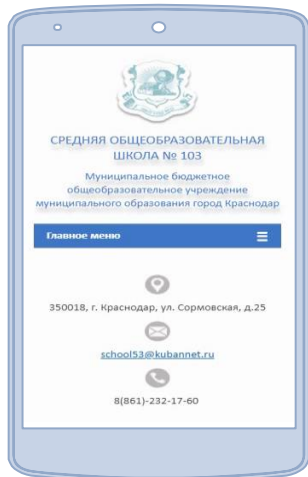 СРЕДНЯЯ ОБЩЕОБРАЗОВАТЕЛЬНАЯ
ШКОЛА № 103
Муниципальное бюджетное
общеобразовательное учреждение
муниципального образования город Краснодар
Главное меню
350018, г. Краснодар, ул. Сормовская, д.25
school53@kubannet.ru
8(861)-232-17-60